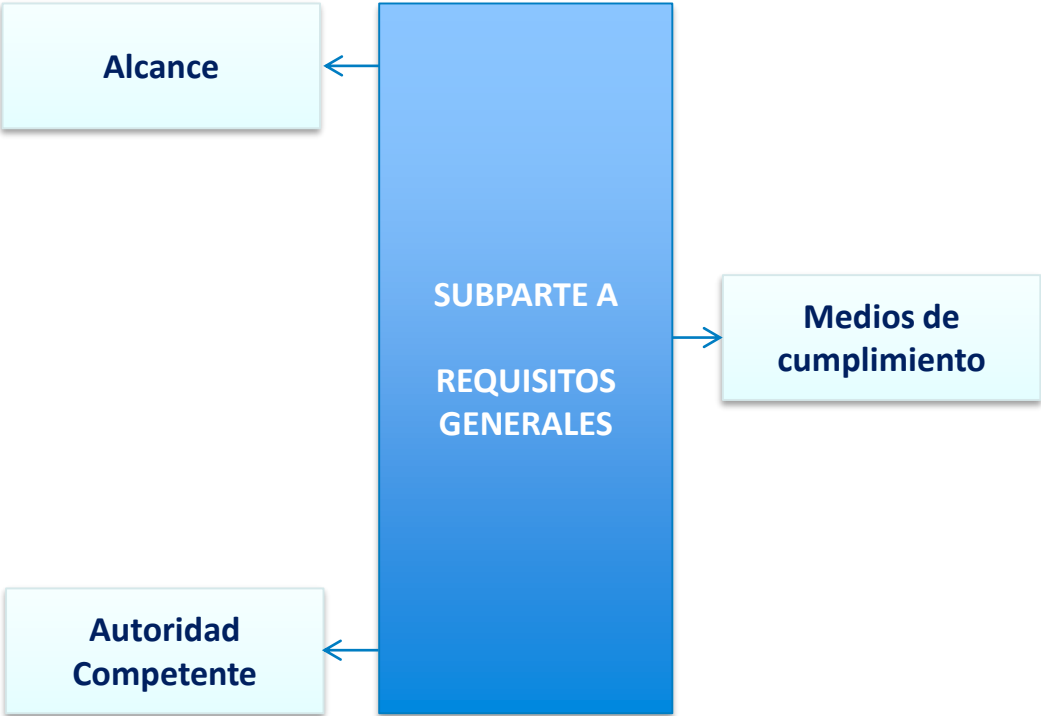 Alcance
SUBPARTE A
REQUISITOS
GENERALES
Medios de
cumplimiento
Autoridad
Competente